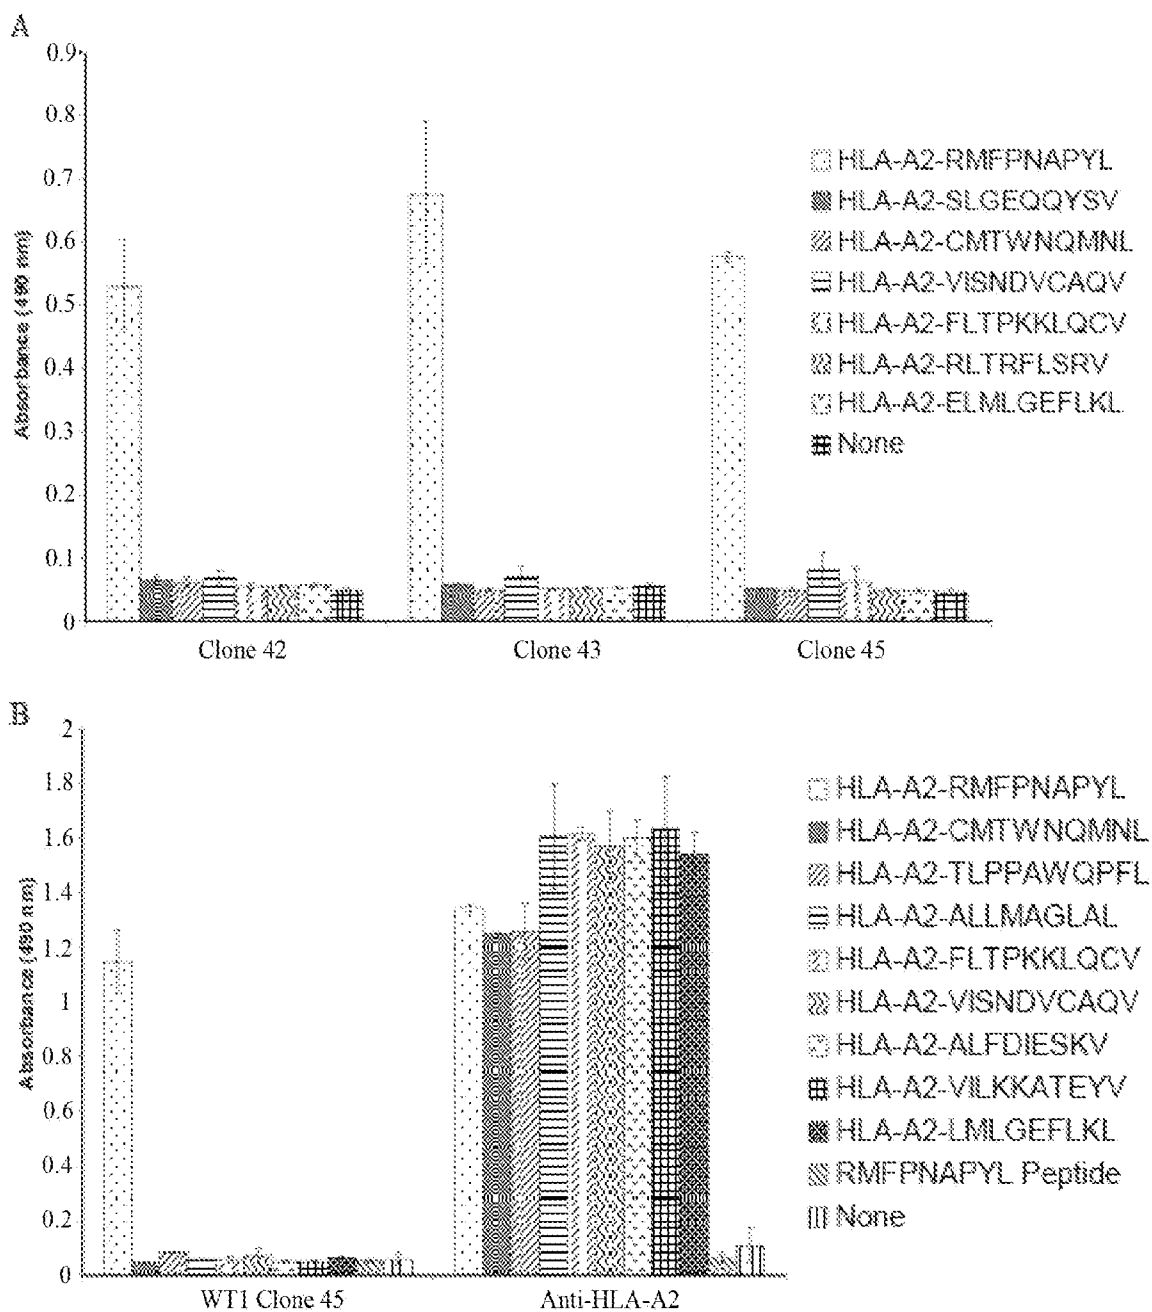 A
0.9
0.8
0.7
0.6
0.5
0.4
0.3
0.2
0.1
0
Absorbance (490 nm)
Clone 42
Clone 43
Clone 45
HLA-A2-RMFPNAPYL
HLA-A2-SLGEQQYSV
HLA-A2-CMTWNQMNL
HLA-A2-VISNDVCAQV
HLA-A2-FLTPKKLQCV
HLA-A2-RLTRFLSRV
HLA-A2-ELMLGEFLKL
None
B
2
1.8
1.6
1.4
1.2
1
0.8
0.6
0.4
0.2
0
Absorbance (490 nm)
WT1 Clone 45
Anti-HLA-A2
HLA-A2-RMFPNAPYL
HLA-A2-CMTWNQMNL
HLA-A2-TLPPAWQPFL
HLA-A2-ALLMAGLAL
HLA-A2-FLTPKKLQCV
HLA-A2-VISNDVCAQV
HLA-A2-ALFDIESKV
HLA-A2-VILKKATEYV
HLA-A2-LMLGEFLKL
RMFPNAPYL Peptide
None